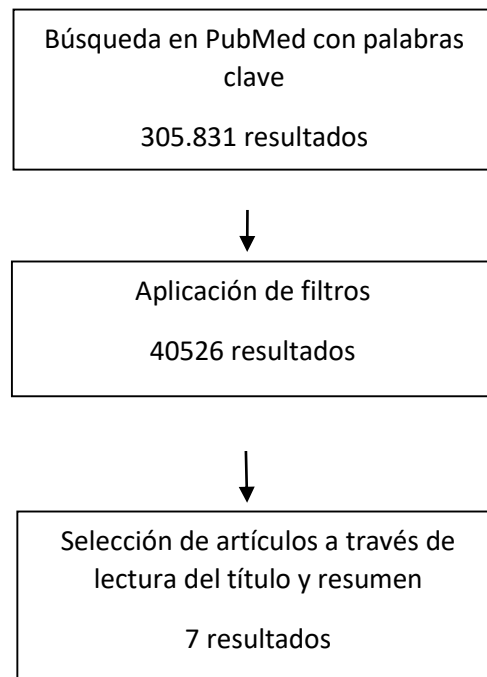 Búsqueda en PubMed con palabras
clave
305.831 resultados
Aplicación de filtros
40526 resultados
Selección de artículos a través de
lectura del título y resumen
7 resultados